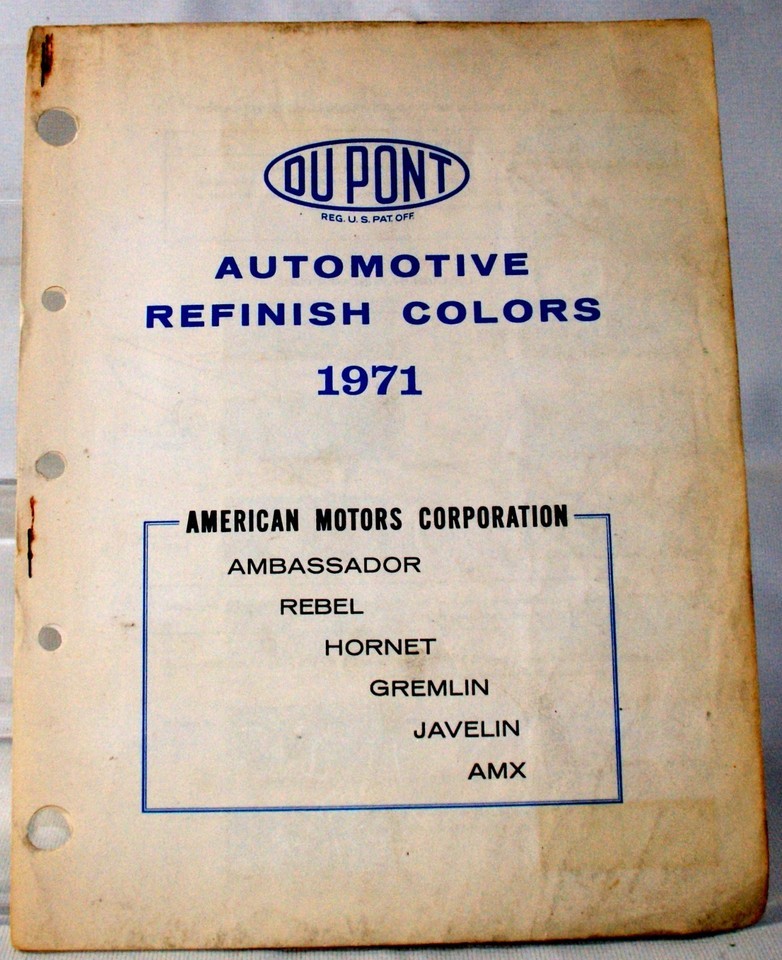 DU PONT
REG. U. S. PAT. OFF.
AUTOMOTIVE
REFINISH COLORS
1971
AMERICAN MOTORS CORPORATION
AMBASSADOR
REBEL
HORNET
GREMLIN
JAVELIN
AMX